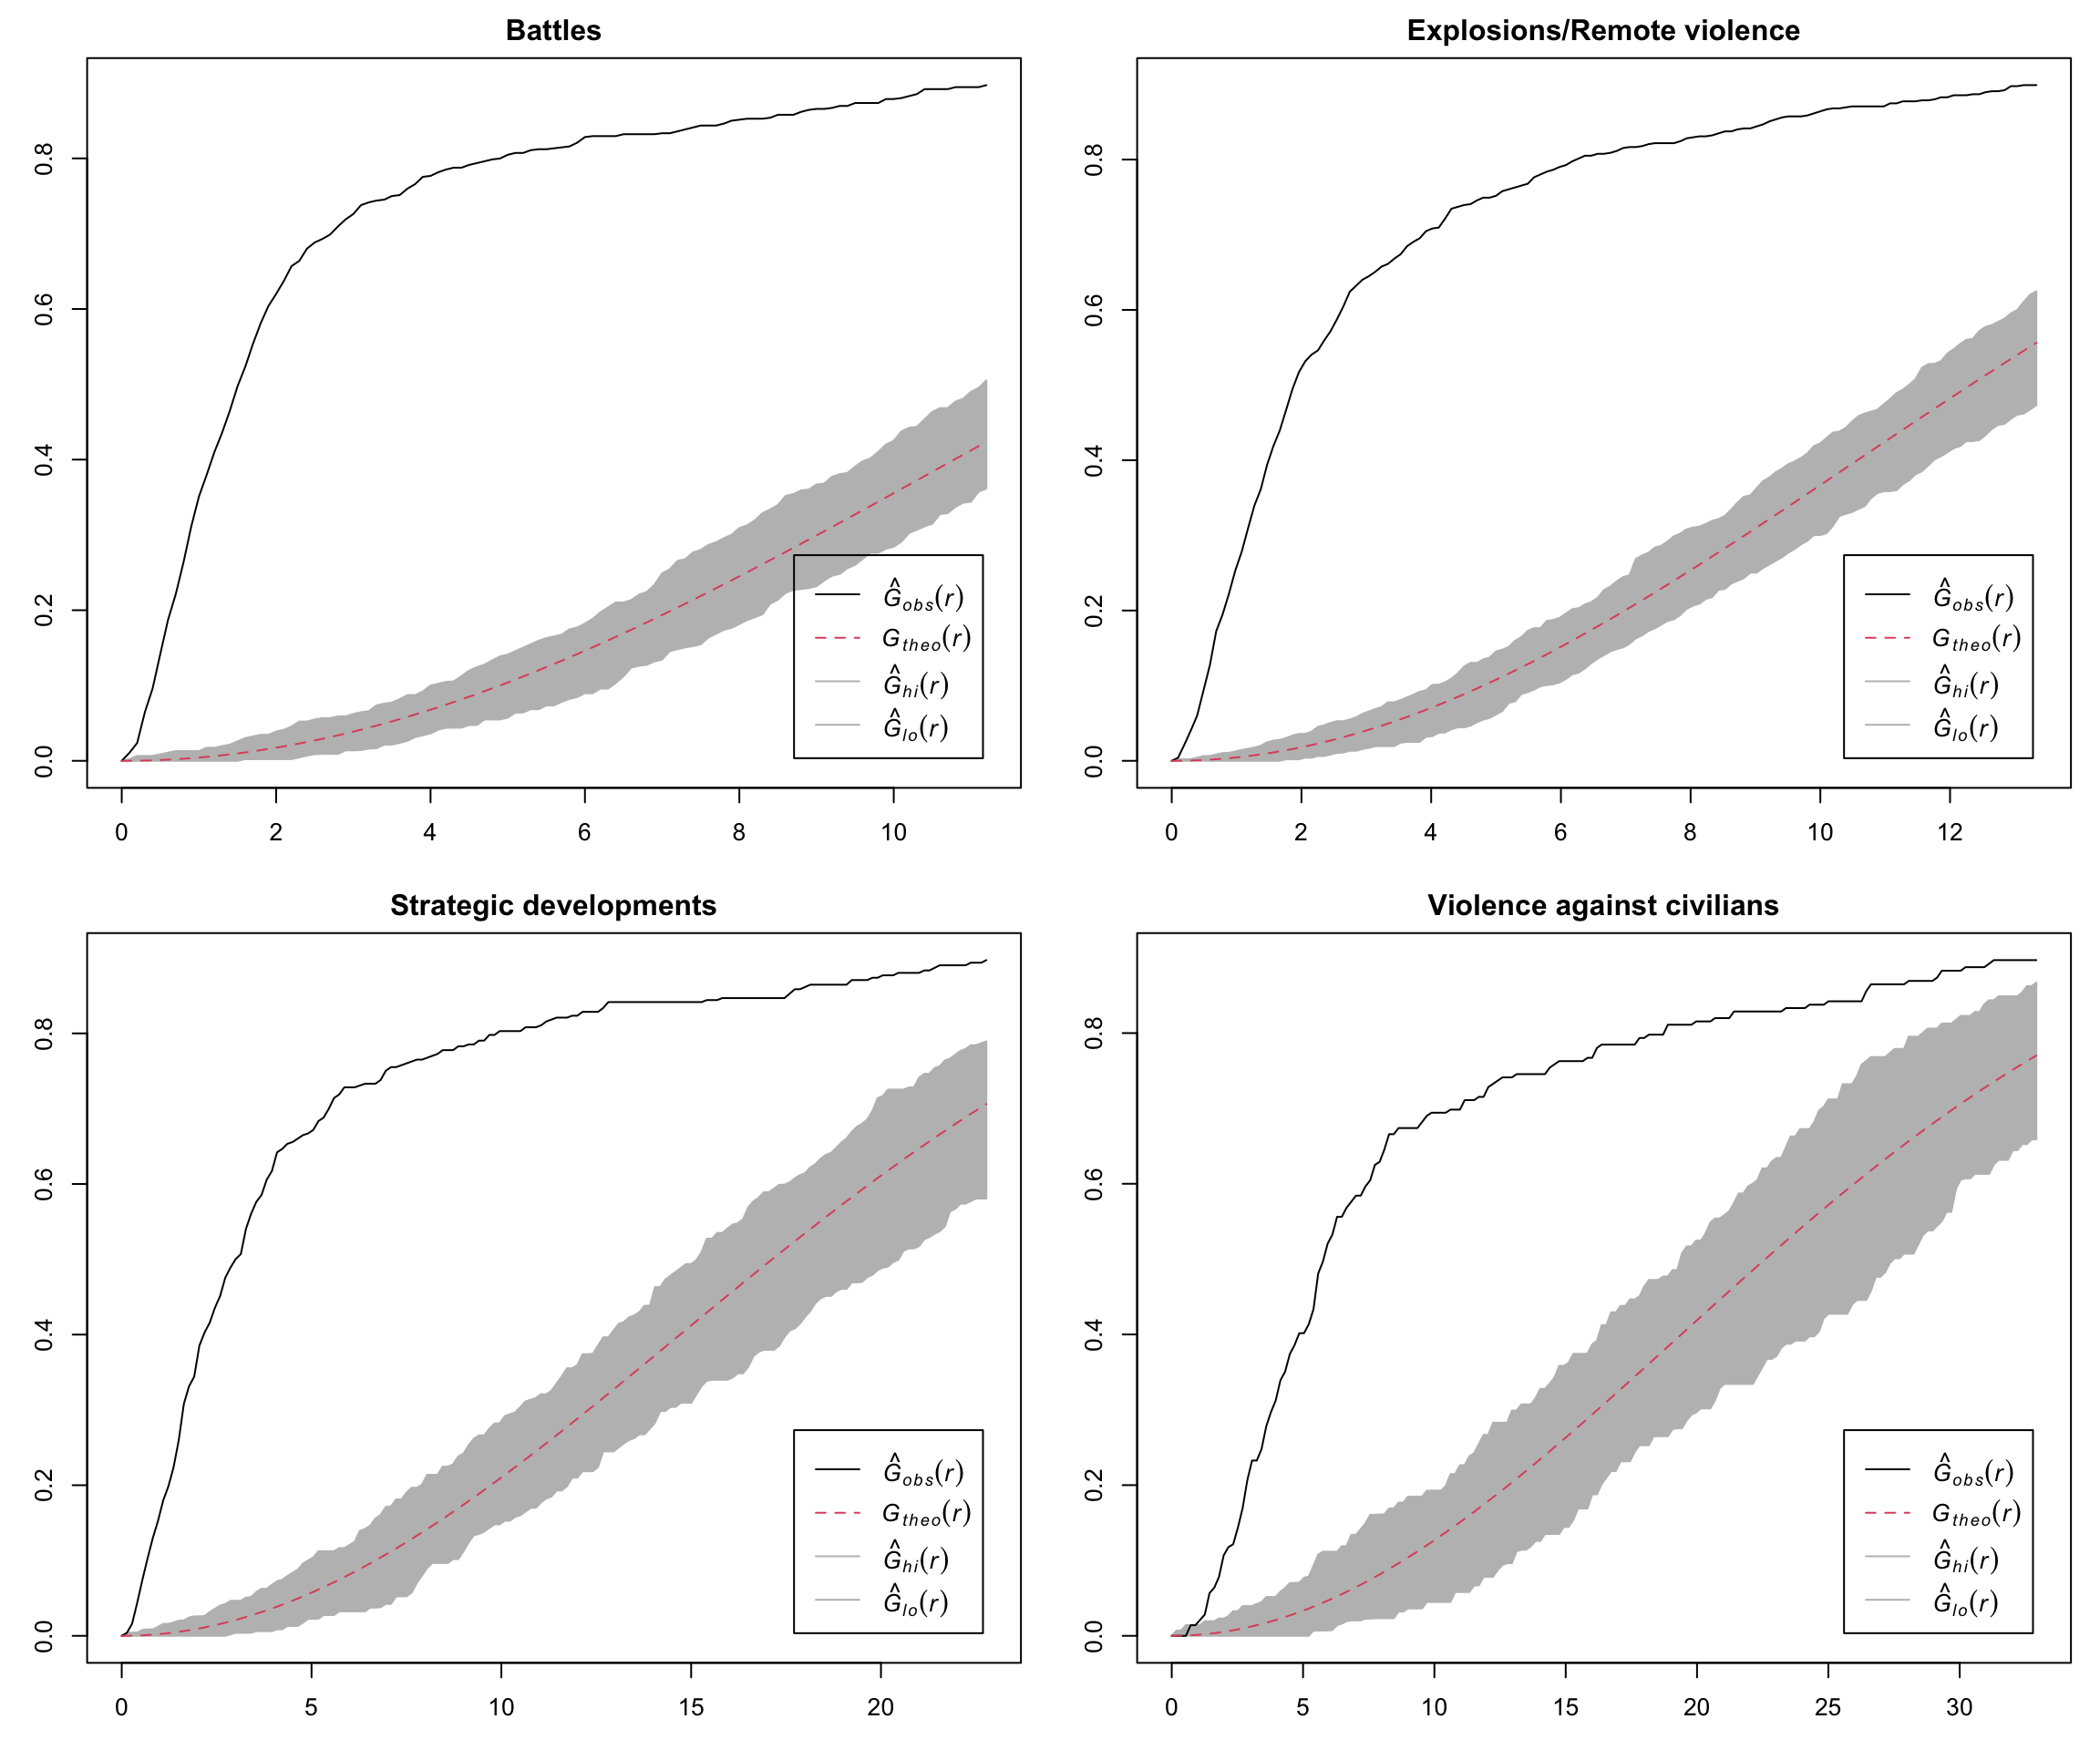 Battles
0.0 0.2 0.4 0.6 0.8
0 2 4 6 8 10
Ĝobs(r)
Gtheo(r)
Ĝhi(r)
Ĝlo(r)
Explosions/Remote violence
0.0 0.2 0.4 0.6 0.8
0 2 4 6 8 10 12
Ĝobs(r)
Gtheo(r)
Ĝhi(r)
Ĝlo(r)
Strategic developments
0.0 0.2 0.4 0.6 0.8
0 5 10 15 20
Ĝobs(r)
Gtheo(r)
Ĝhi(r)
Ĝlo(r)
Violence against civilians
0.0 0.2 0.4 0.6 0.8
0 5 10 15 20 25 30
Ĝobs(r)
Gtheo(r)
Ĝhi(r)
Ĝlo(r)